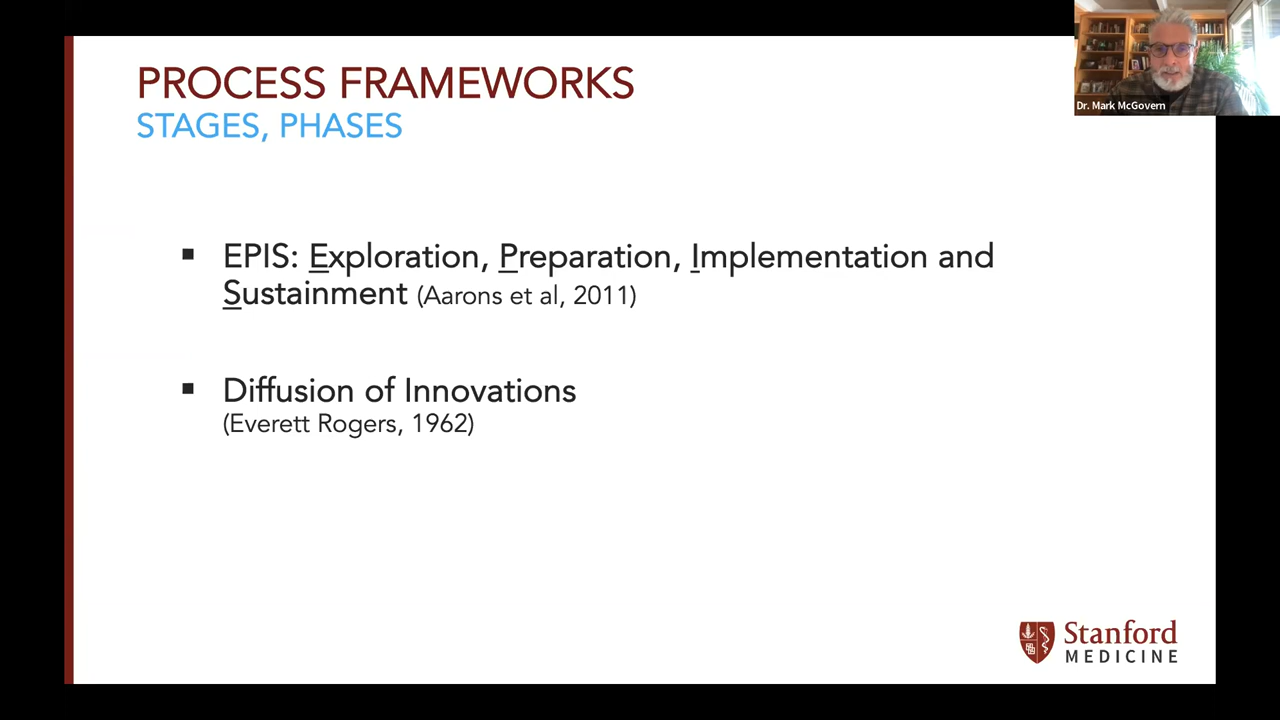 PROCESS FRAMEWORKS
STAGES, PHASES
Dr. Mark McGovern
▪ EPIS: Exploration, Preparation, Implementation and
Sustainment (Aarons et al, 2011)
▪ Diffusion of Innovations
(Everett Rogers, 1962)
Stanford
MEDICINE